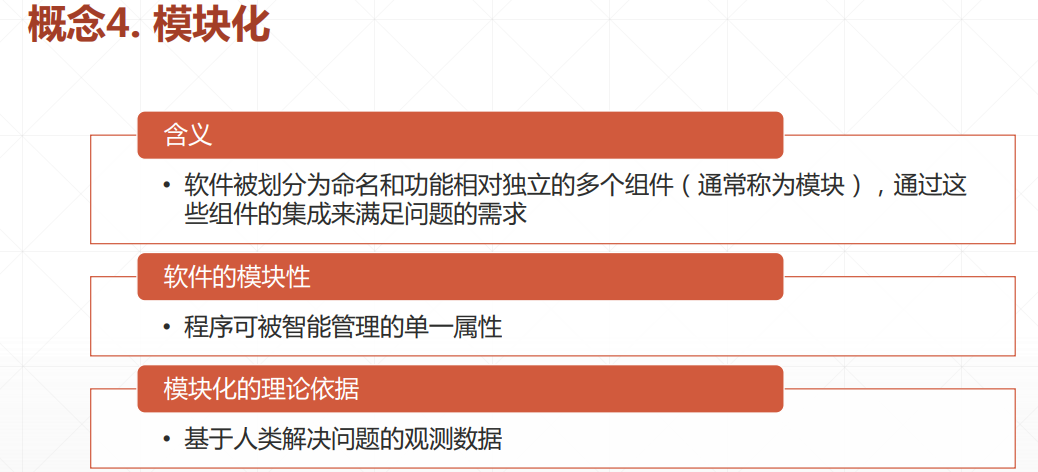 概念4. 模块化
含义
• 软件被划分为命名和功能相对独立的多个组件（通常称为模块），通过这
些组件的集成来满足问题的需求
软件的模块性
• 程序可被智能管理的单一属性
模块化的理论依据
• 基于人类解决问题的观测数据